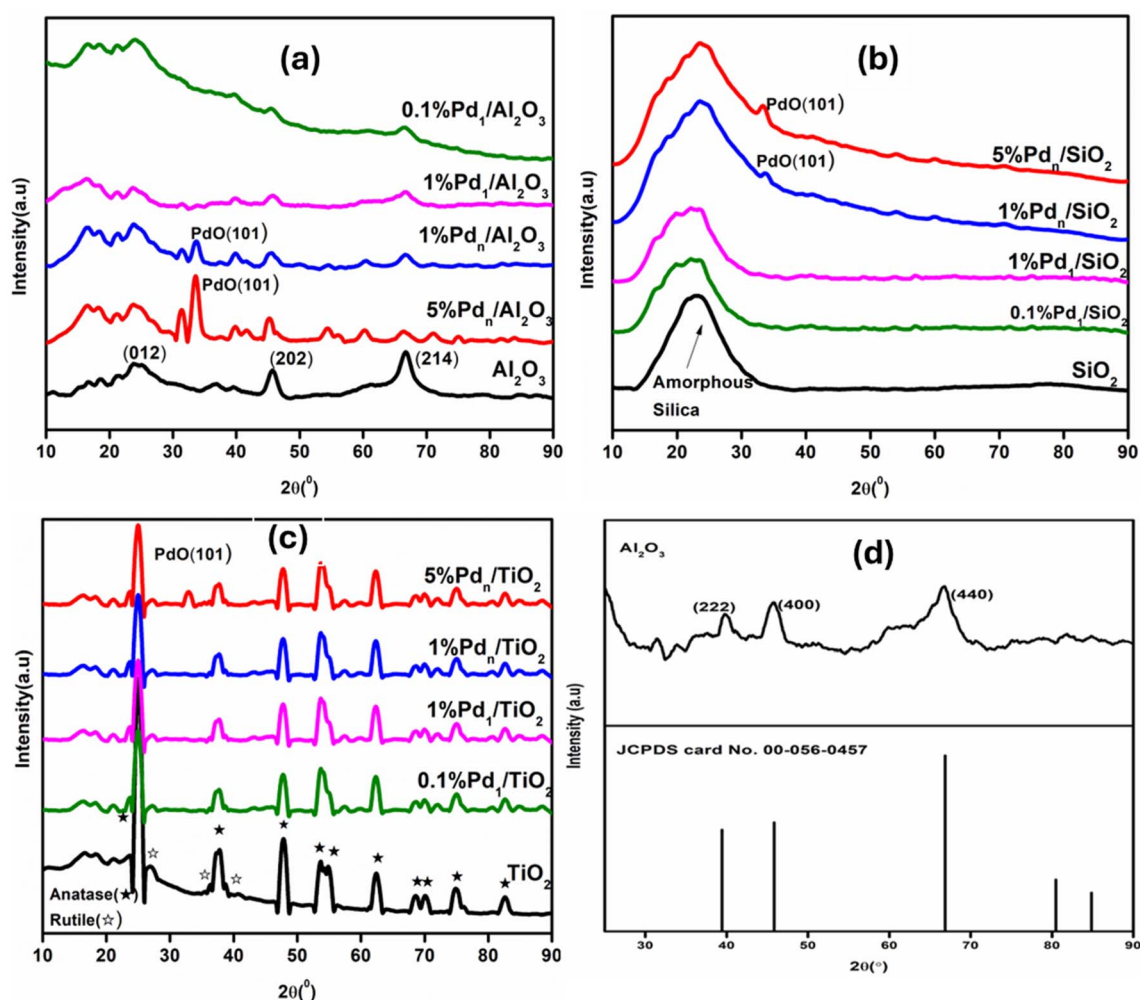 (a)
0.1%Pd₁/Al₂O₃
1%Pd₁/Al₂O₃
PdO(101)
1%Pdₙ/Al₂O₃
PdO(101)
5%Pdₙ/Al₂O₃
(012)
(202)
(214)
Al₂O₃
Intensity(a.u)
10 20 30 40 50 60 70 80 90
2θ(⁰)
(b)
PdO(101)
5%Pdₙ/SiO₂
PdO(101)
1%Pdₙ/SiO₂
1%Pd₁/SiO₂
0.1%Pd₁/SiO₂
Amorphous
Silica
SiO₂
Intensity(a.u)
10 20 30 40 50 60 70 80 90
2θ(⁰)
(c)
PdO(101)
5%Pdₙ/TiO₂
1%Pdₙ/TiO₂
1%Pd₁/TiO₂
0.1%Pd₁/TiO₂
TiO₂
Anatase(★)
Rutile(☆)
Intensity(a.u)
10 20 30 40 50 60 70 80 90
2θ(⁰)
(d)
Al₂O₃
(222)
(400)
(440)
JCPDS card No. 00-056-0457
Intensity (a.u)
30 40 50 60 70 80 90
2θ(°)